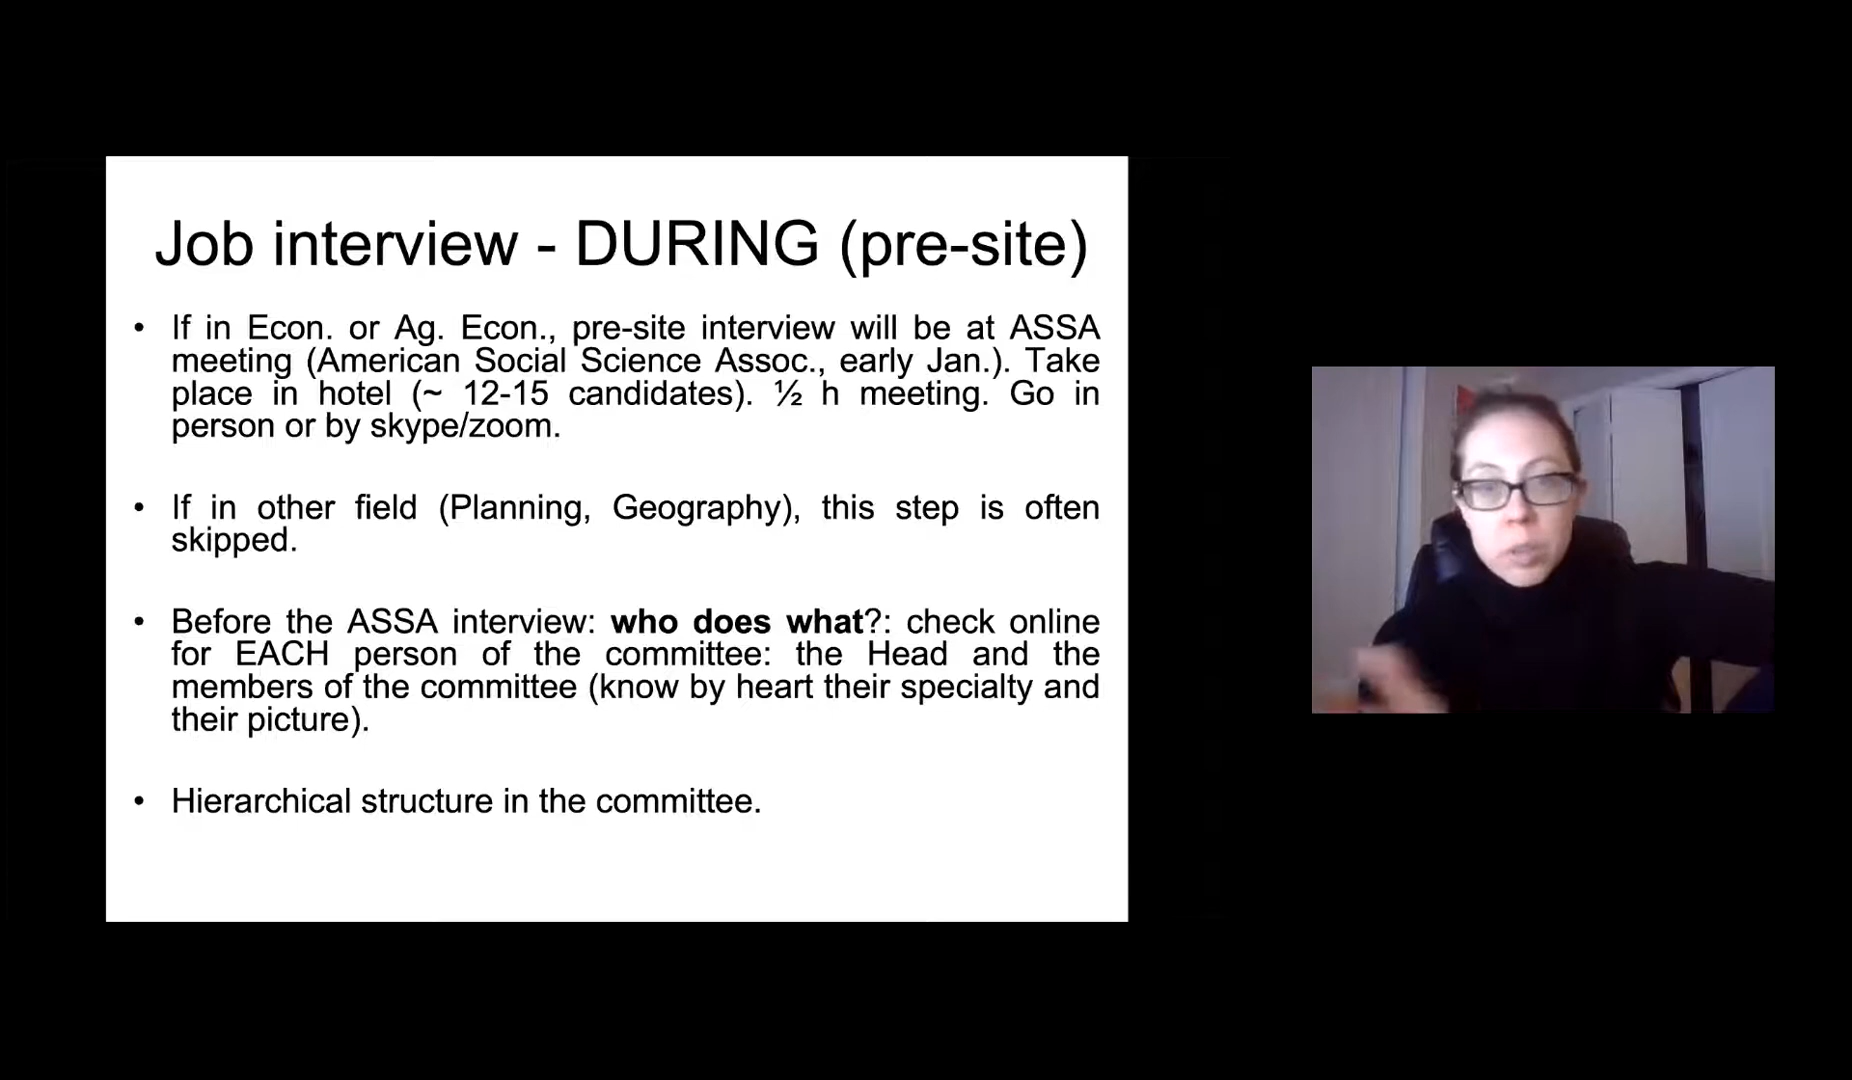 Job interview - DURING (pre-site)
• If in Econ. or Ag. Econ., pre-site interview will be at ASSA
meeting (American Social Science Assoc., early Jan.). Take
place in hotel (~ 12-15 candidates). ½ h meeting. Go in
person or by skype/zoom.
• If in other field (Planning, Geography), this step is often
skipped.
• Before the ASSA interview: who does what?: check online
for EACH person of the committee: the Head and the
members of the committee (know by heart their specialty and
their picture).
• Hierarchical structure in the committee.